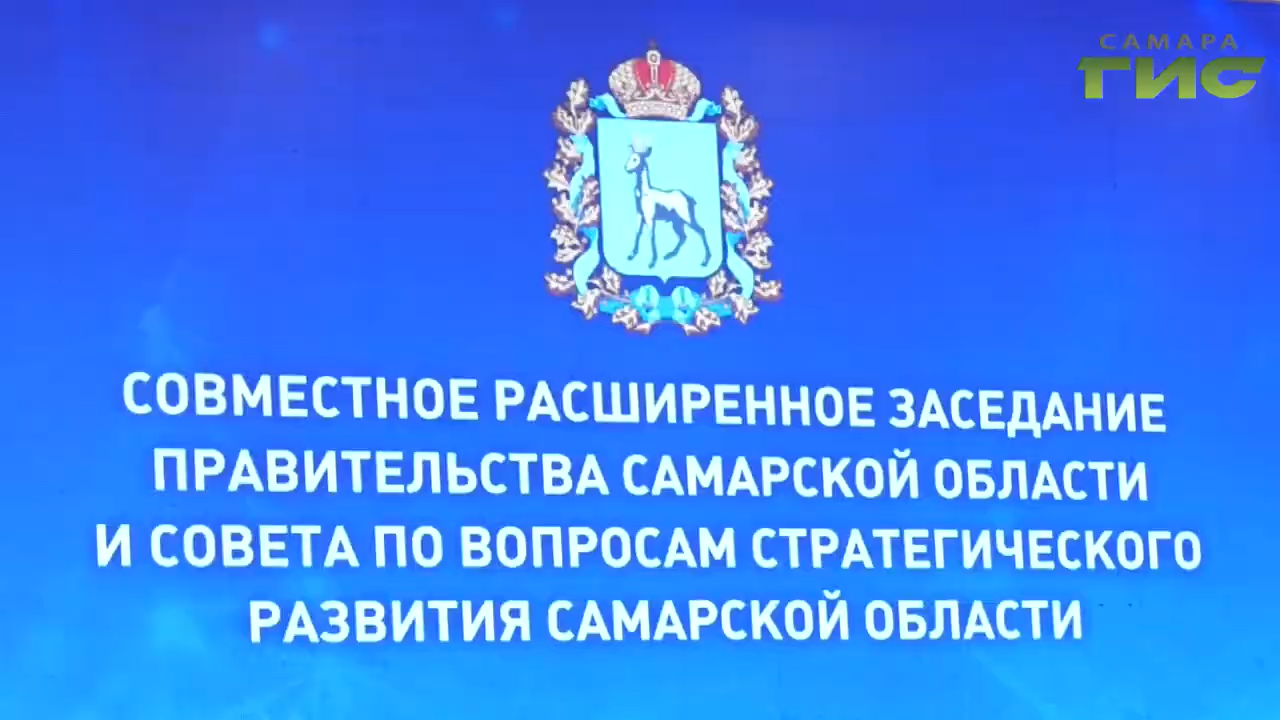 САМАРА
ГИС
СОВМЕСТНОЕ РАСШИРЕННОЕ ЗАСЕДАНИЕ
ПРАВИТЕЛЬСТВА САМАРСКОЙ ОБЛАСТИ
И СОВЕТА ПО ВОПРОСАМ СТРАТЕГИЧЕСКОГО
РАЗВИТИЯ САМАРСКОЙ ОБЛАСТИ